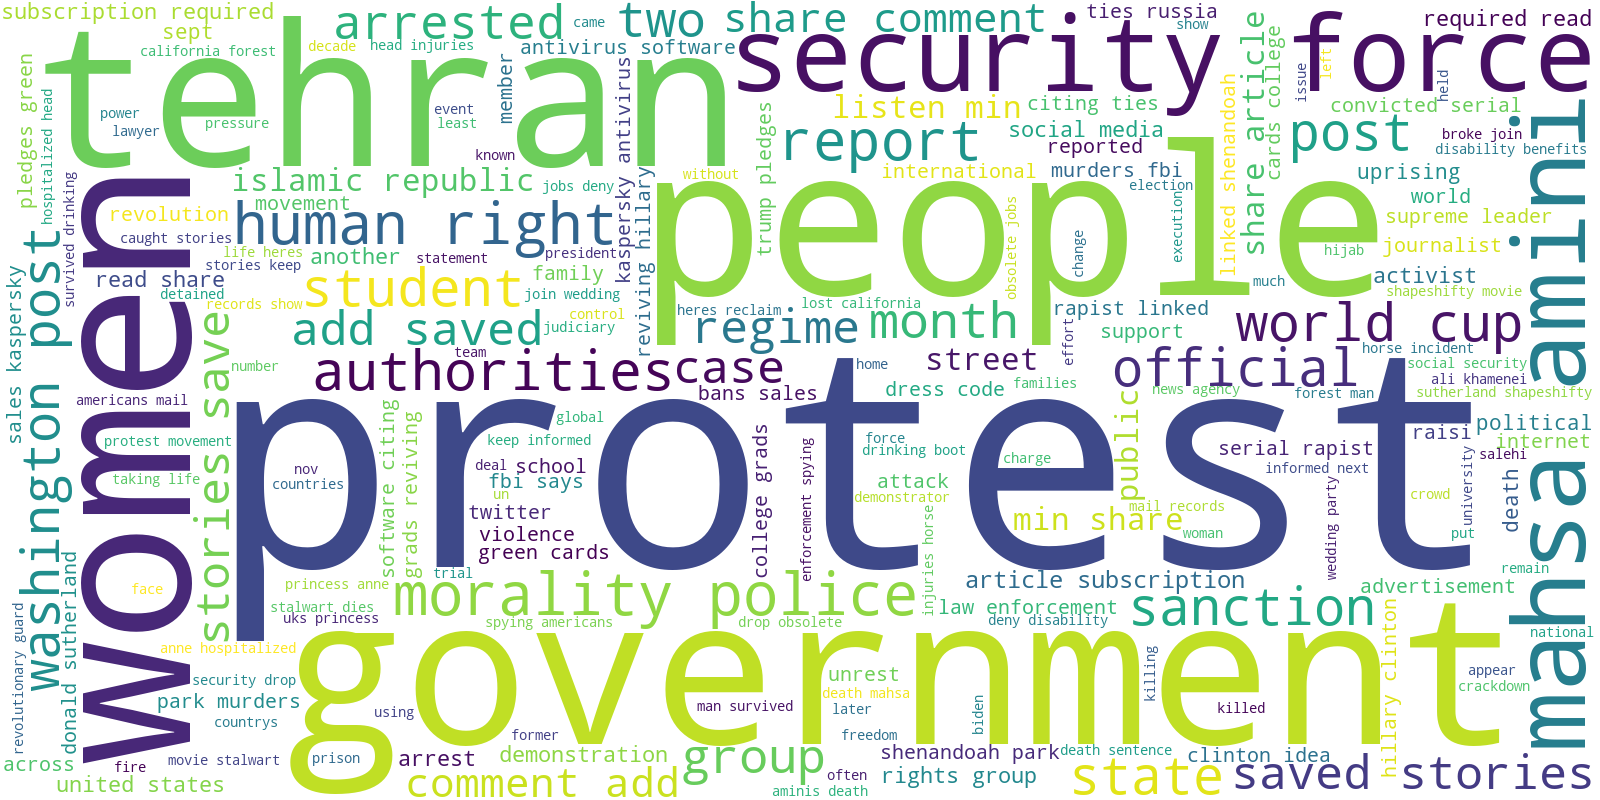 subscription required
arrested
came
two
share comment
ties russia
show
required read
sept
california forest
decade
head injuries
antivirus software
security force
tehran
member
issue
left
share article
cards college
held
pledges green
hospitalized head
power
lawyer
pressure
event
least
known
kaspersky antivirus
trump pledges
listen min
citing ties
linked shenandoah
convicted serial
report
social media
reported
post
broke join
disability benefits
women
islamic republic
jobs deny
movement
without
international
murders fbi
election
uprising
world
mahsa amini
survived drinking
revolution
human right
people
supreme leader
caught stories
life heres
stories keep
another
statement
president
family
reviving hillary
obsolete jobs
change
execution
hijab
journalist
washington post
sales kaspersky
read share
detained
records show
student
join wedding
control
much
activist
shapeshifty movie
lost california
rapist linked
add saved
judiciary
heres reclaim
regime
month
support
world cup
stories save
number
team
authorities
case
home
street
effort
official
horse incident
social security
ali khamenei
sutherland shapeshifty
americans mail
bans sales
dress code
families
news agency
forest man
protest
protest movement
software citing
grads reviving
global
keep informed
force
drinking boot
public
serial rapist
raisi
political
internet
salehi
taking life
nov
countries
deal
school
fbi says
un
college grads
enforcement spying
charge
attack
demonstrator
informed next
wedding party
crowd
university
death
twitter
violence
green cards
min share
mail records
woman
put
trial
face
princess anne
morality police
injuries horse
article subscription
advertisement
remain
revolutionary guard
donald sutherland
stalwart dies
uks princess
spying americans
drop obsolete
law enforcement
deny disability
sanction
national
anne hospitalized
government
killing
hillary clinton
security drop
park murders
countrys
using
unrest
death mahsa
later
man survived
biden
killed
appear
crackdown
across
fire
movie stalwart
prison
arrest
former
demonstration
group
freedom
shenandoah park
death sentence
clinton idea
united states
comment add
aminis death
often
rights group
state
saved stories